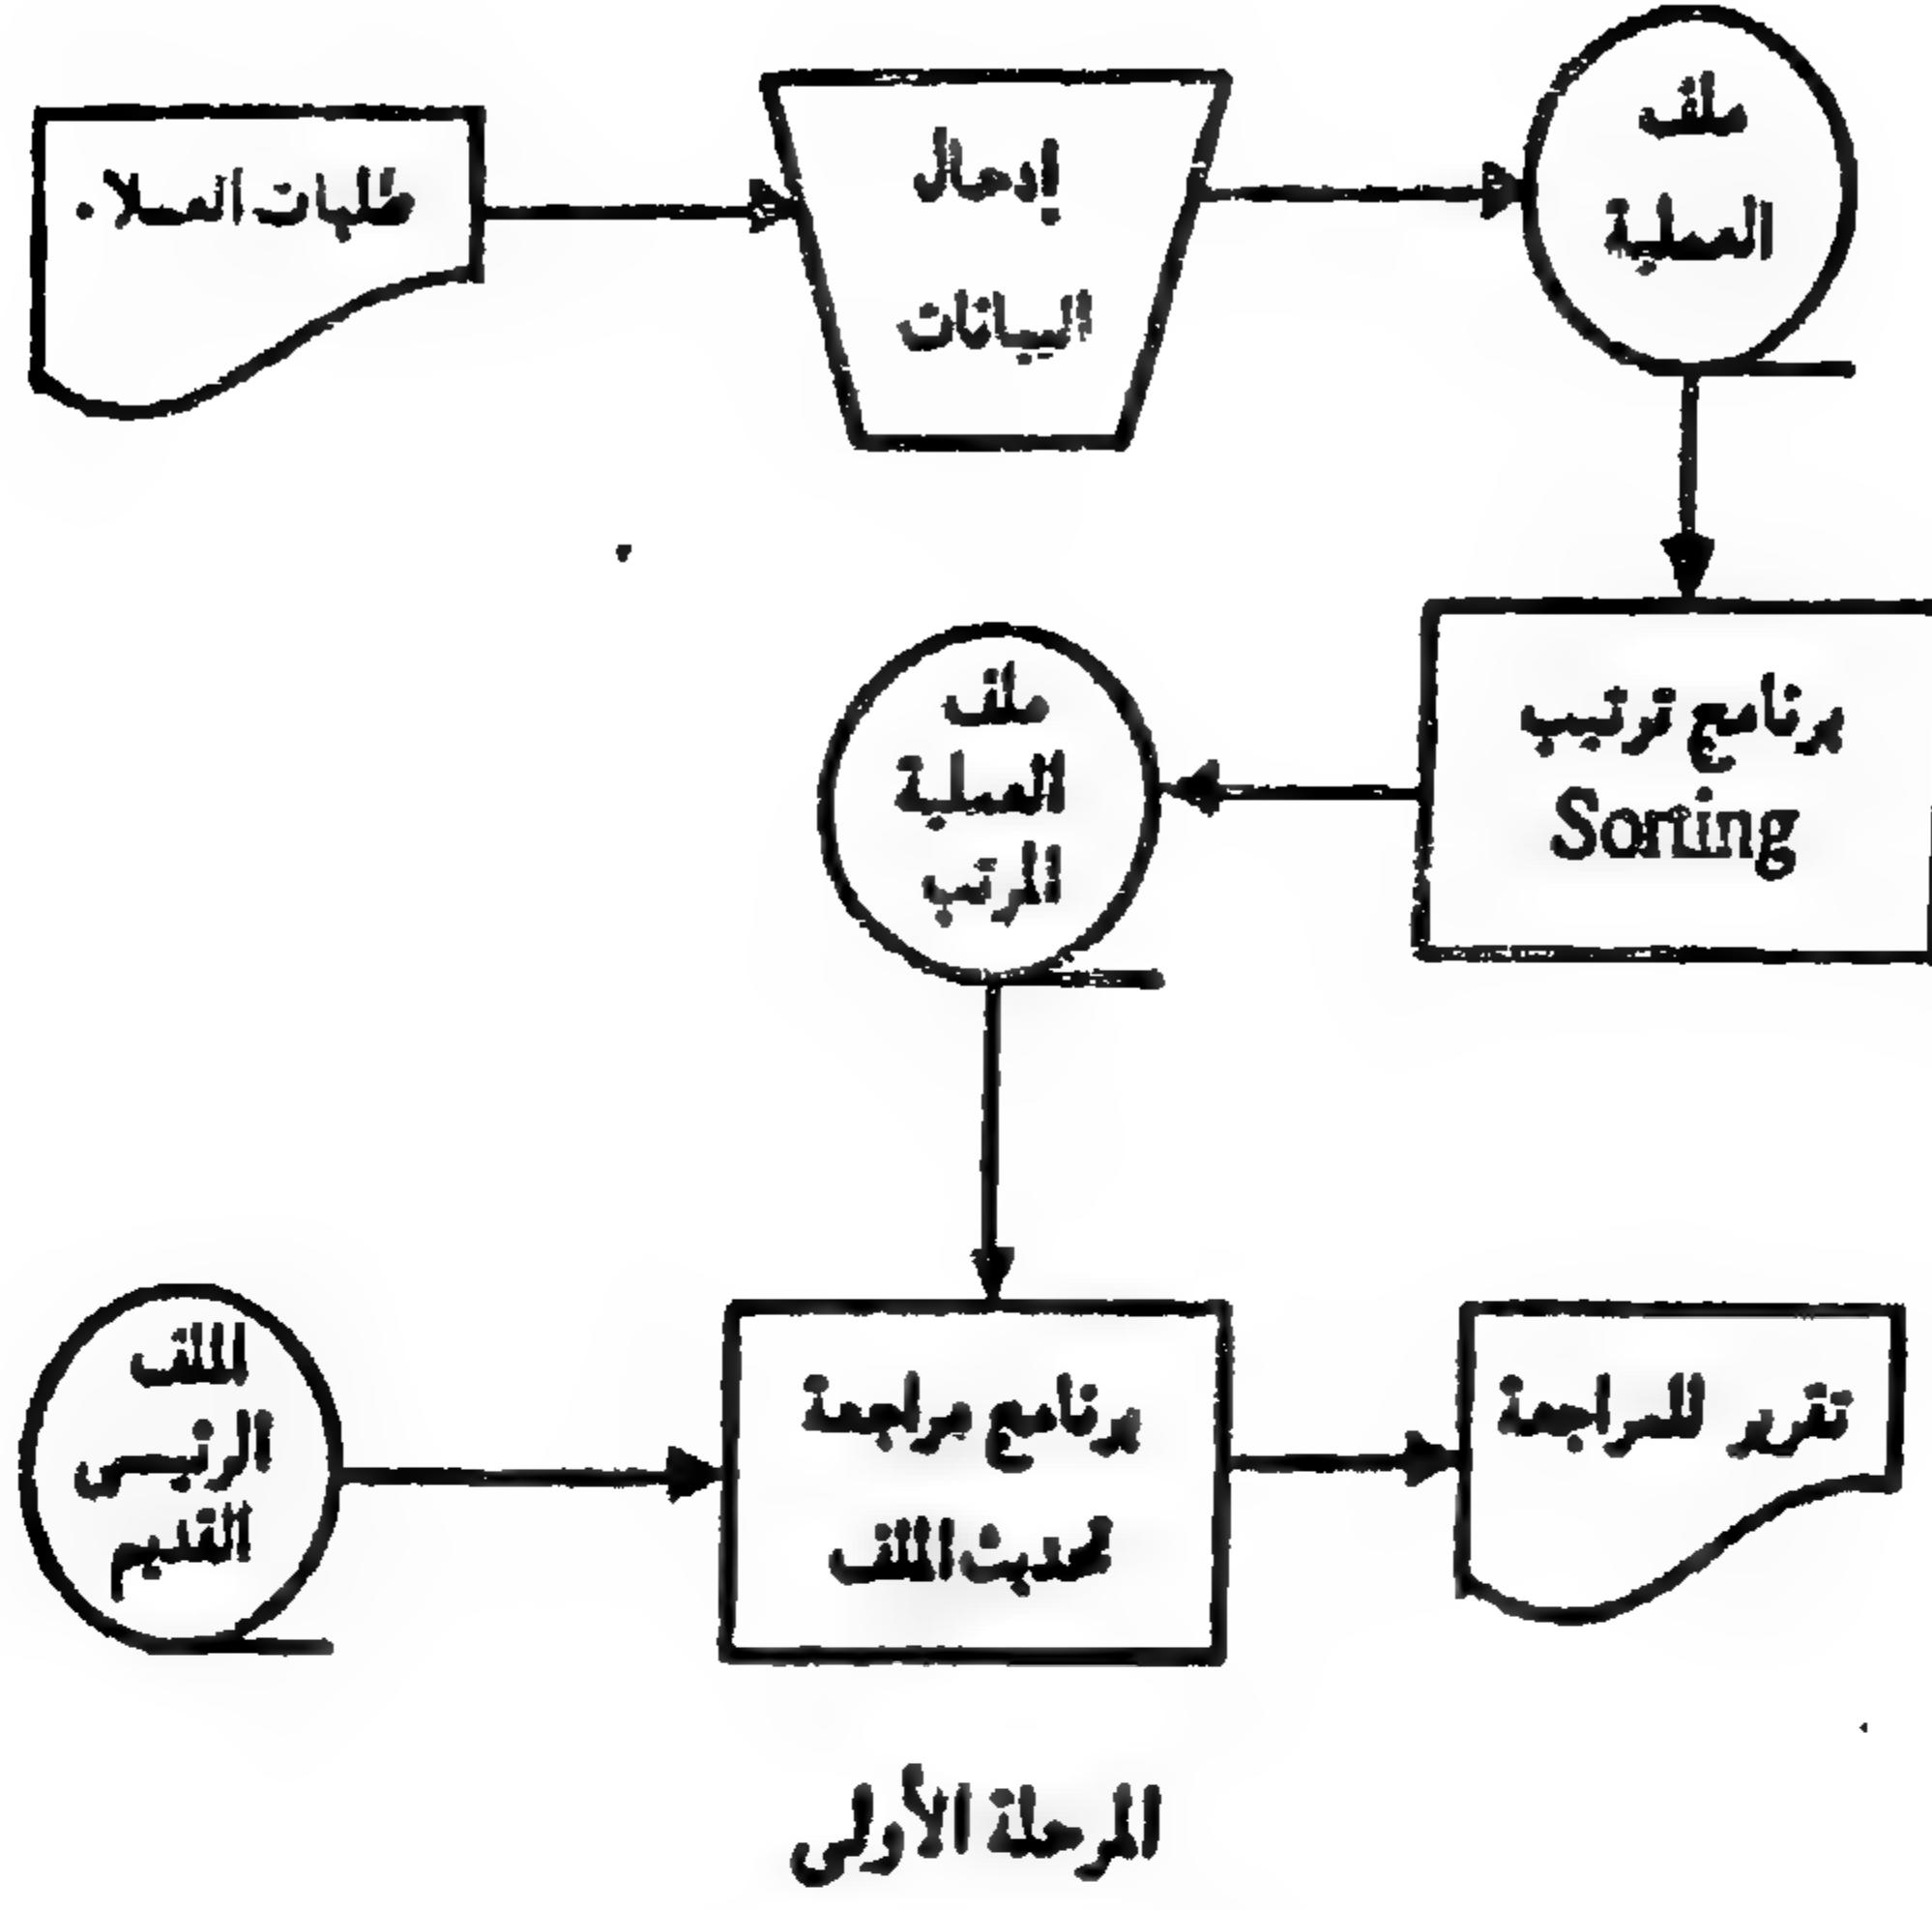 طلبات العملاء
إدخال
البيانات
ملف
العملية
برنامج ترتيب
Sorting
ملف
العملية
المرتب
الملف
الرئيسى
القديم
برنامج مراجعة
تحديث الملف
تقرير للمراجعة
المرحلة الأولى